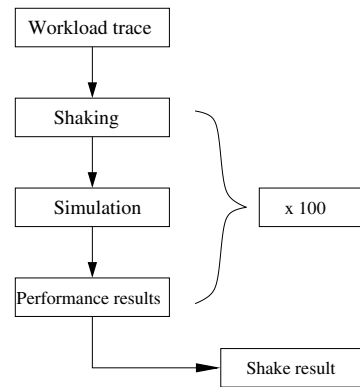 Workload trace
Shaking
Simulation
x 100
Performance results
Shake result